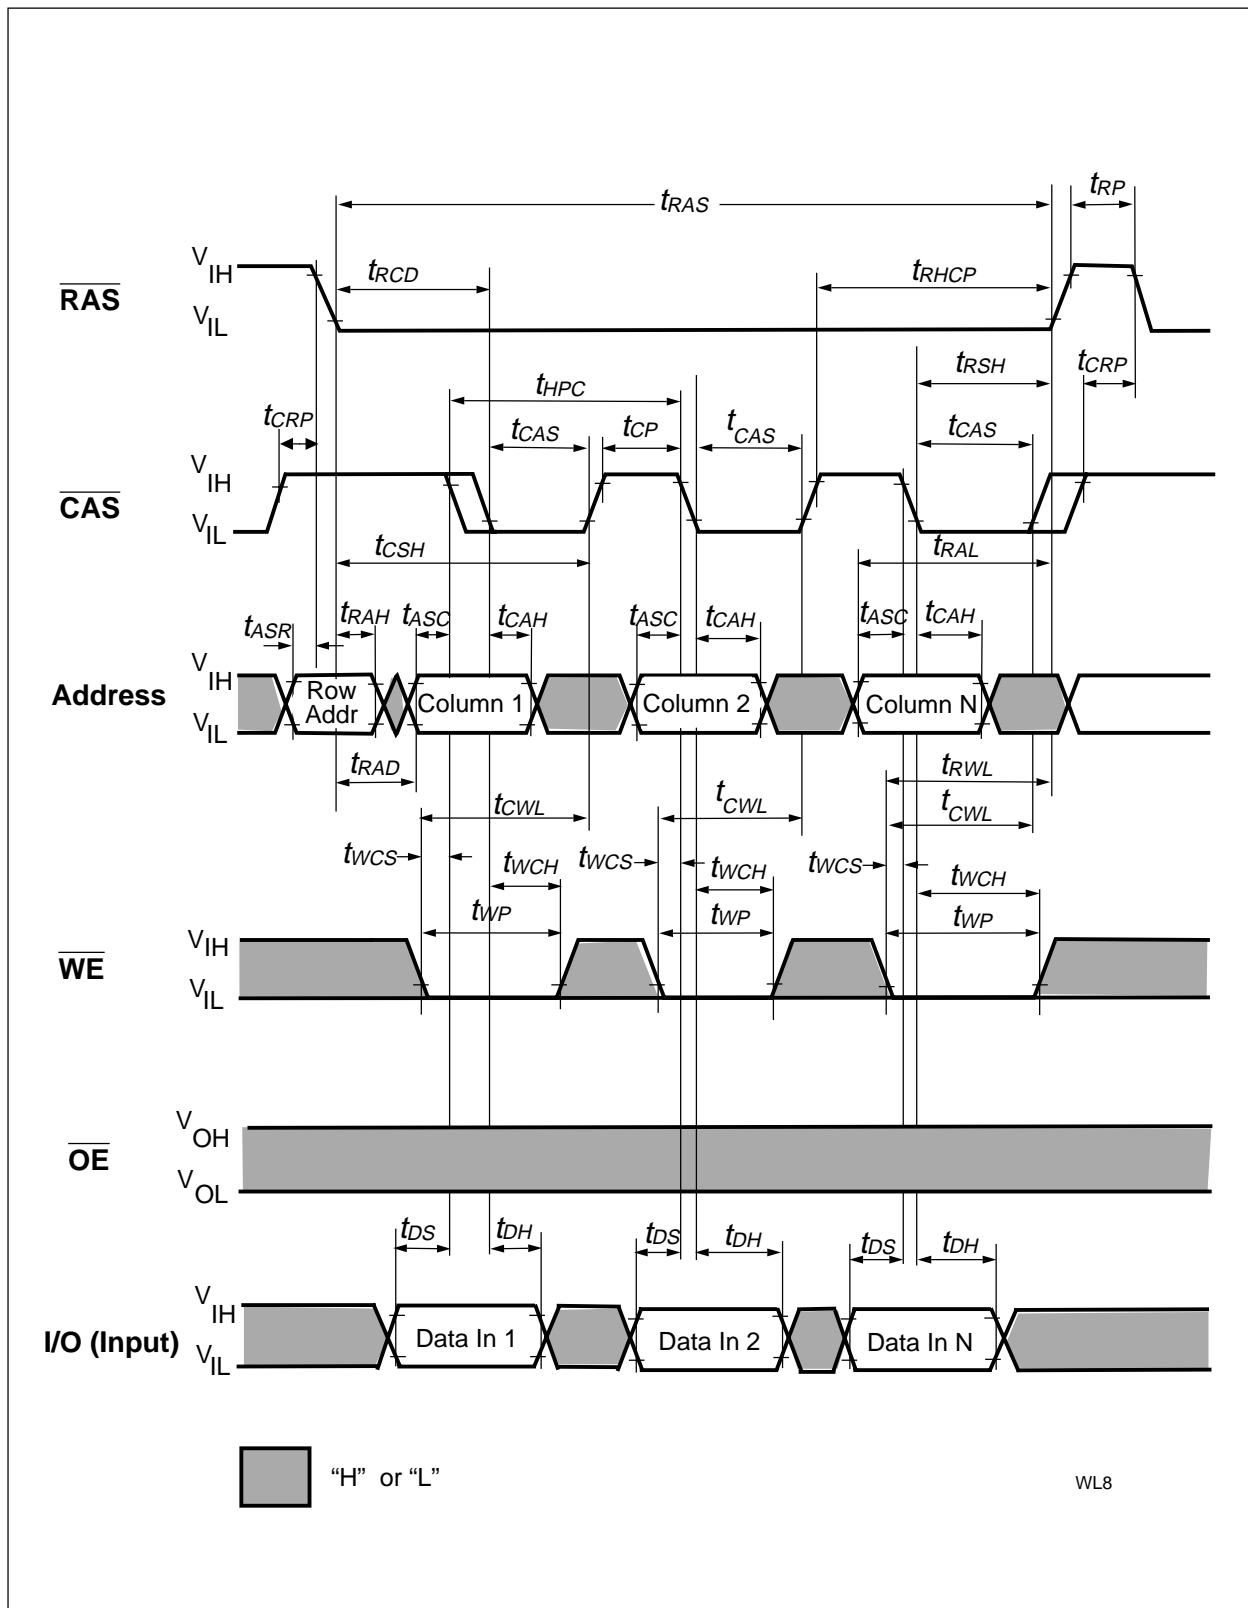 tRAS tRP
VIH tRCD tRHCP
RAS
VIL
tRSH tCRP
tHPC
tCRP tCAS tCP tCAS tCAS
VIH
CAS
VIL
tCSH tRAL
tASR tRAH tASC tCAH tASC tCAH tASC tCAH
VIH
Address Row Addr Column 1 Column 2 Column N
VIL
tRAD tRWL
tCWL tCWL tCWL
tWCS tWCH tWCS tWCH tWCS tWCH
tWP tWP tWP
VIH
WE
VIL
VOH
OE
VOL
tDS tDH tDS tDH tDS tDH
VIH
I/O (Input) Data In 1 Data In 2 Data In N
VIL
“H” or “L”
WL8